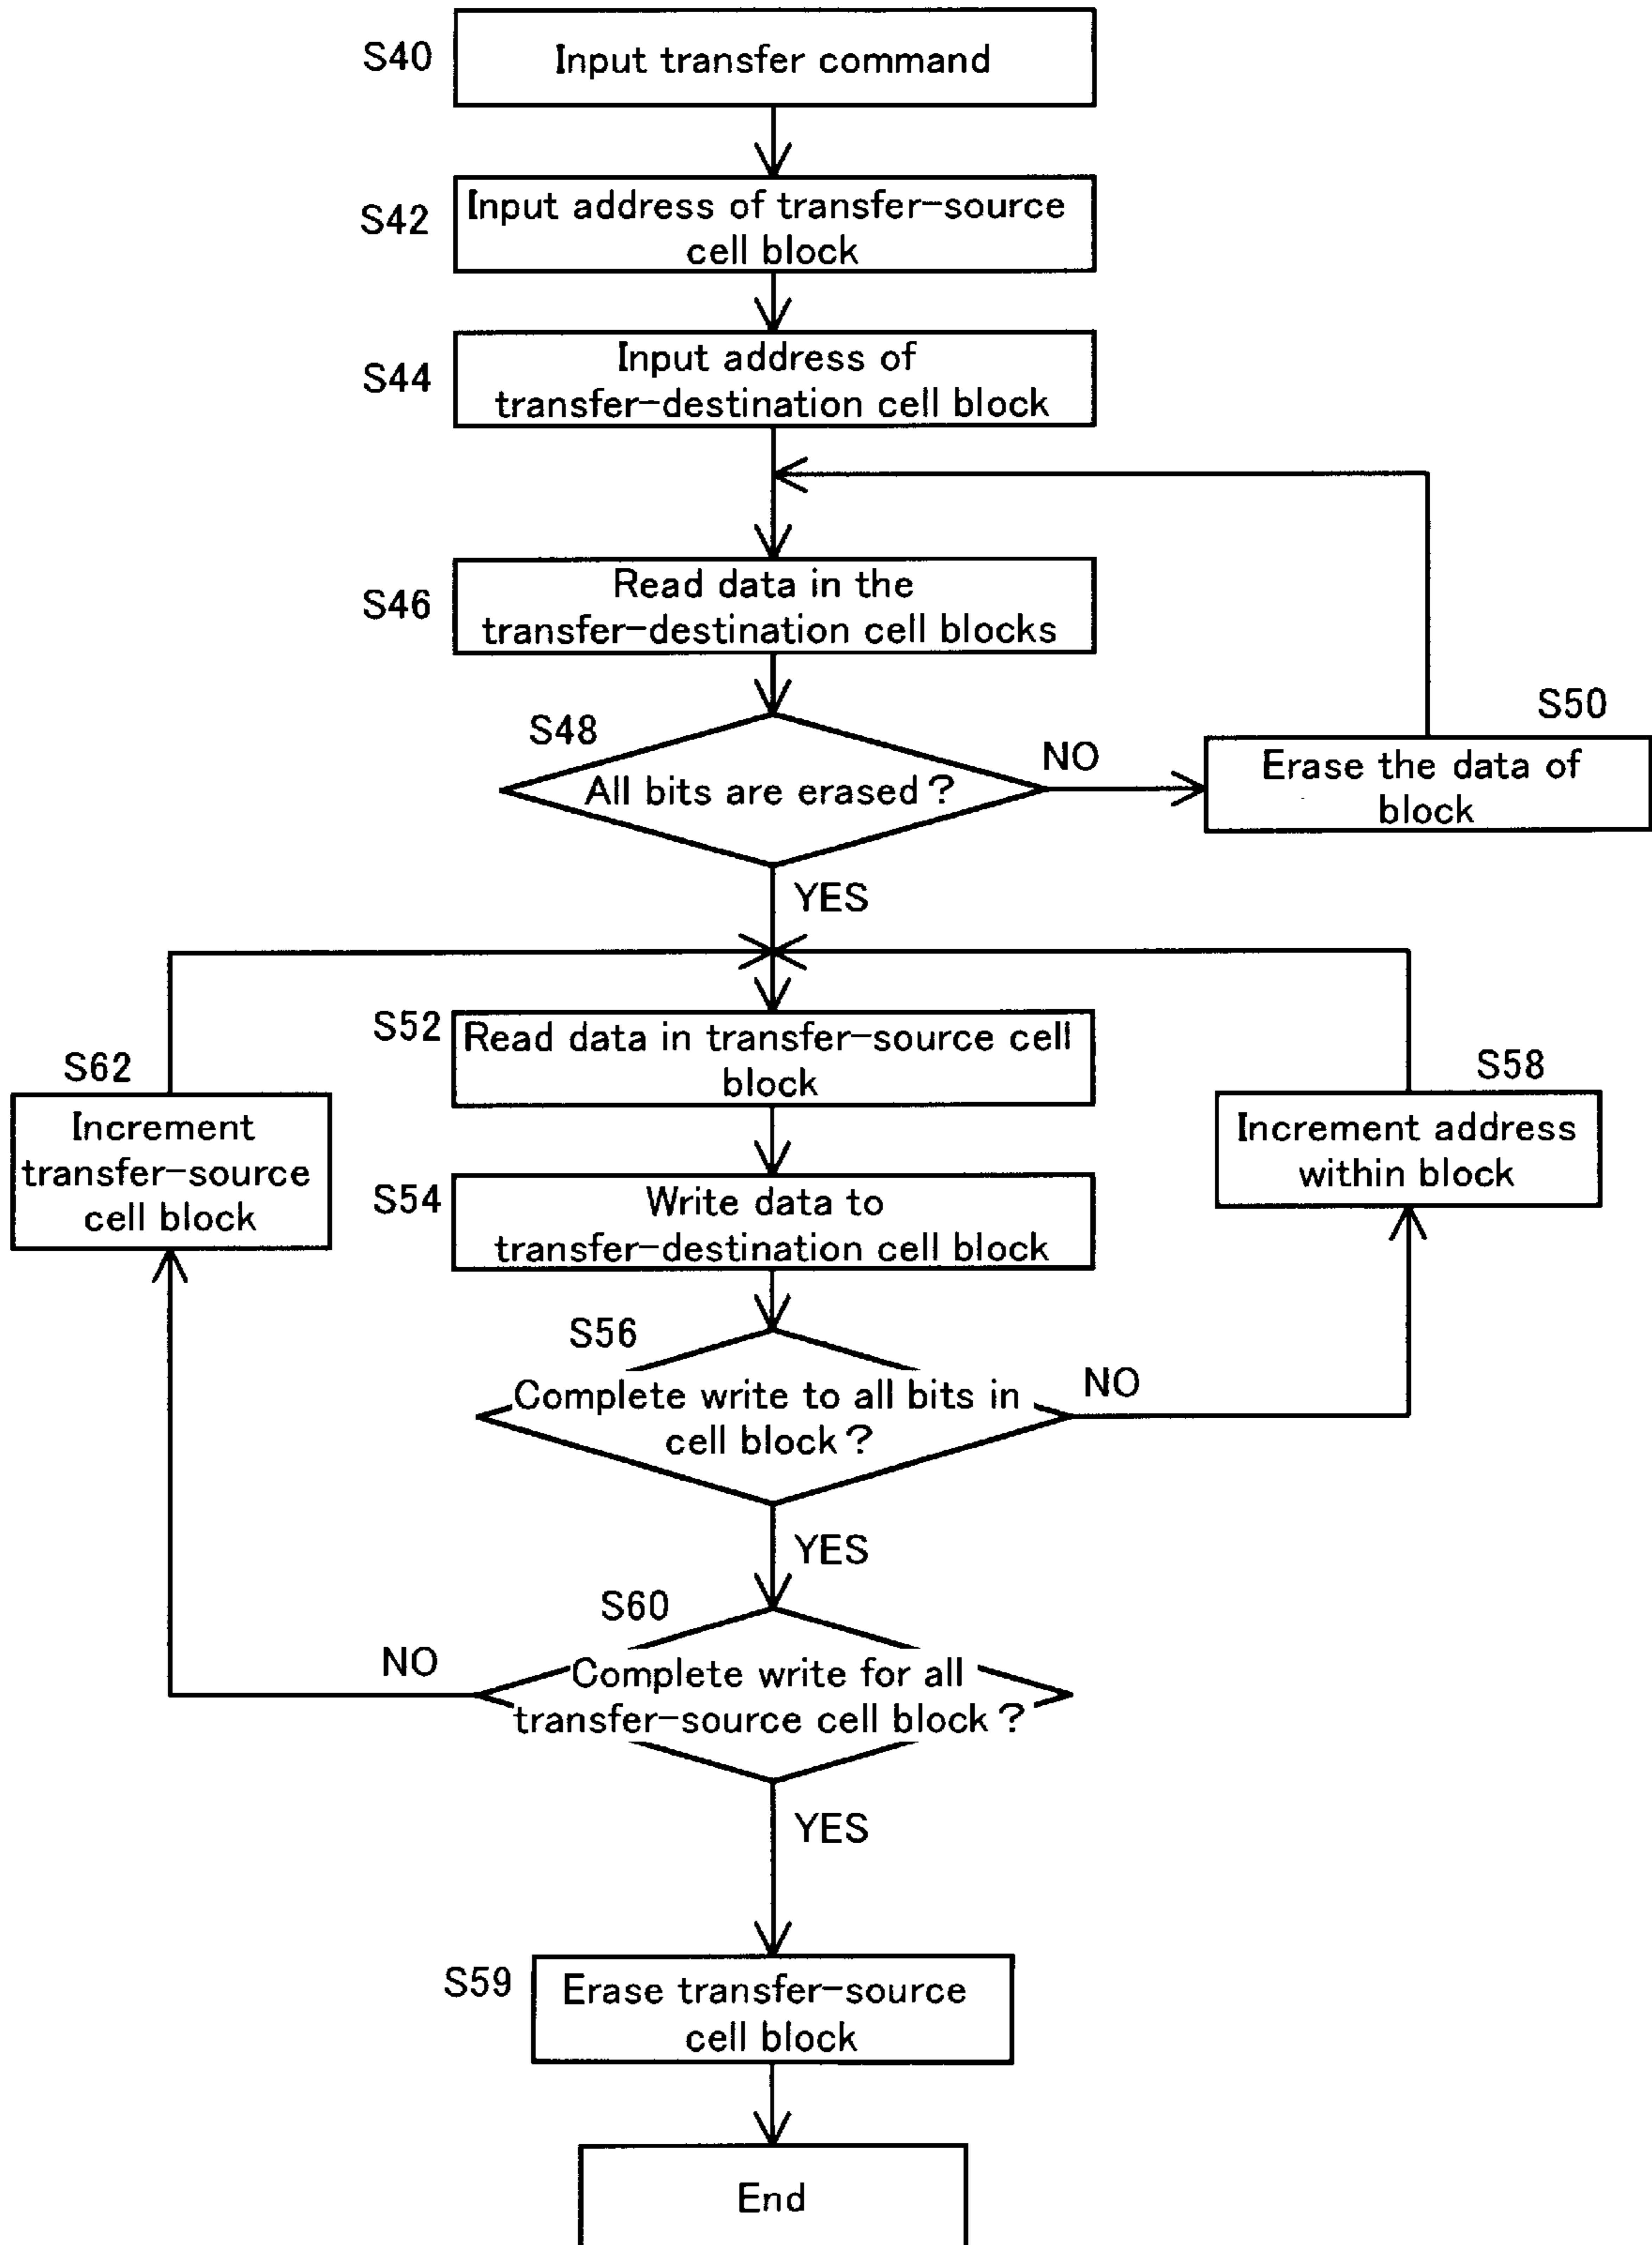 S40
Input transfer command
S42
Input address of transfer-source
cell block
S44
Input address of
transfer-destination cell block
S46
Read data in the
transfer-destination cell blocks
S48
All bits are erased?
NO
S50
Erase the data of
block
YES
S52
Read data in transfer-source cell
block
S62
Increment
transfer-source
cell block
S58
Increment address
within block
S54
Write data to
transfer-destination cell block
S56
Complete write to all bits in
cell block?
NO
YES
S60
NO
Complete write for all
transfer-source cell block?
YES
S59
Erase transfer-source
cell block
End